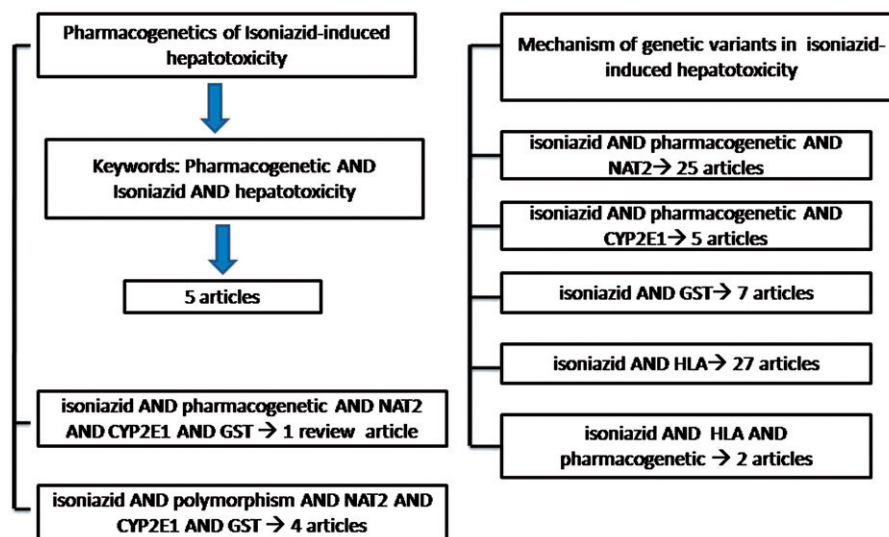 Pharmacogenetics of Isoniazid-induced
hepatotoxicity
Keywords: Pharmacogenetic AND
Isoniazid AND hepatotoxicity
5 articles
isoniazid AND pharmacogenetic AND NAT2
AND CYP2E1 AND GST → 1 review article
isoniazid AND polymorphism AND NAT2 AND
CYP2E1 AND GST → 4 articles
Mechanism of genetic variants in isoniazid-
induced hepatotoxicity
isoniazid AND pharmacogenetic AND
NAT2→ 25 articles
isoniazid AND pharmacogenetic AND
CYP2E1→ 5 articles
isoniazid AND GST→ 7 articles
isoniazid AND HLA→ 27 articles
isoniazid AND HLA AND
pharmacogenetic → 2 articles